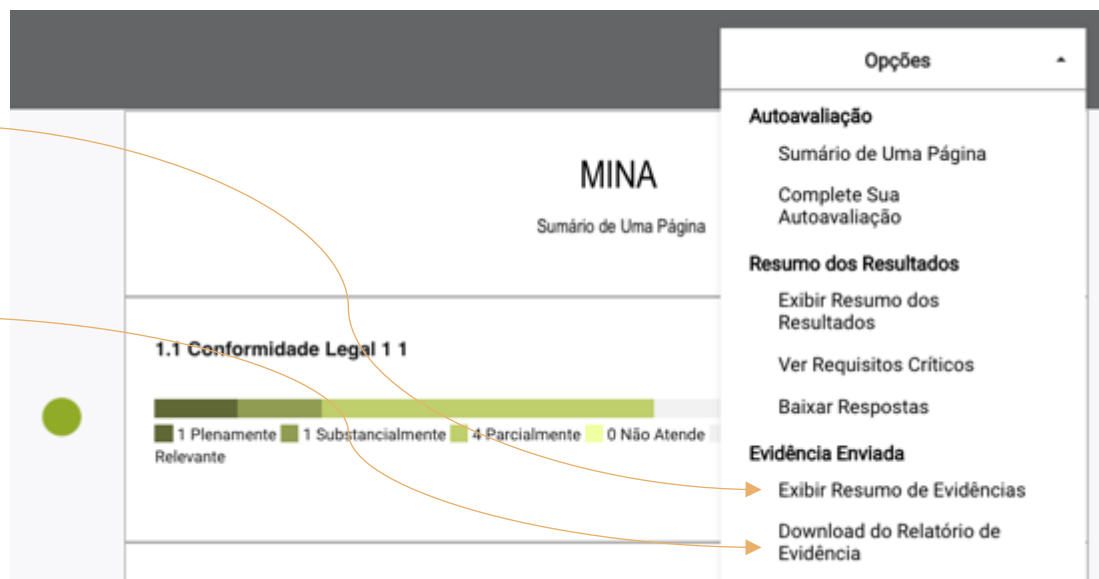 Opções
MINA
Sumário de Uma Página
1.1 Conformidade Legal 1 1
1 Plenamente 1 Substancialmente 4 Parcialmente 0 Não Atende
Relevante
Autoavaliação
Sumário de Uma Página
Complete Sua
Autoavaliação
Resumo dos Resultados
Exibir Resumo dos
Resultados
Ver Requisitos Críticos
Baixar Respostas
Evidência Enviada
Exibir Resumo de Evidências
Download do Relatório de
Evidência